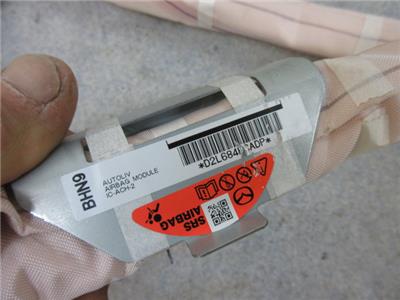 BHN9
AUTOLIV
AIRBAG MODULE
IC-ACH-2
SRS
AIRBAG